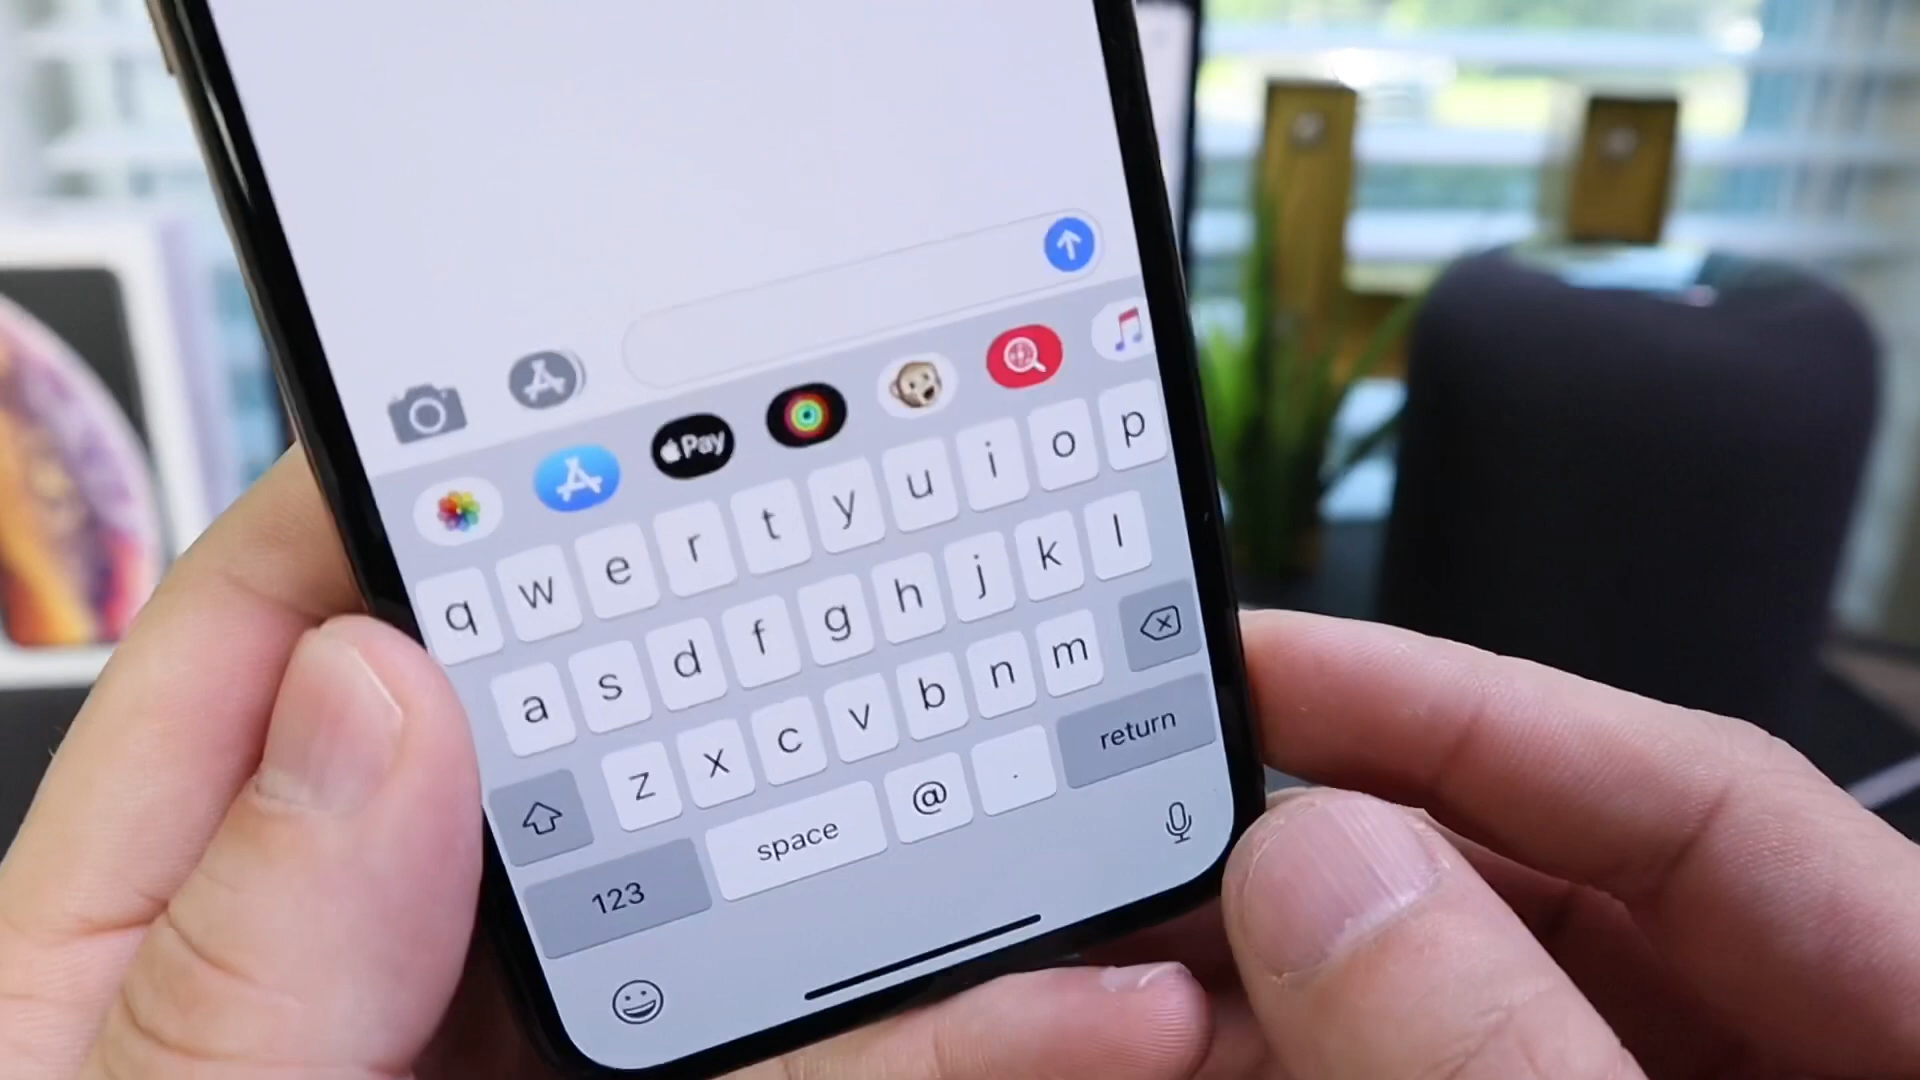 Pay
q w e r t y u i o p
a s d f g h j k l
z x c v b n m
123 space @ . return